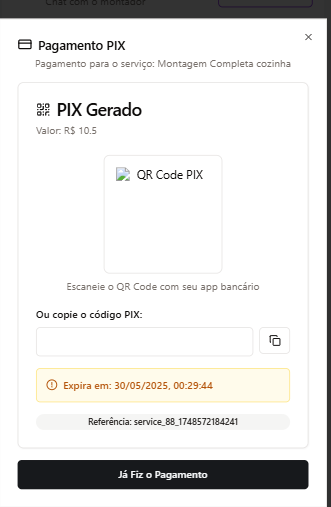 Chat com o montador
Pagamento PIX
Pagamento para o serviço: Montagem Completa cozinha
PIX Gerado
Valor: R$ 10.5
QR Code PIX
Escaneie o QR Code com seu app bancário
Ou copie o código PIX:
Expira em: 30/05/2025, 00:29:44
Referência: service_88_1748572184241
Já Fiz o Pagamento